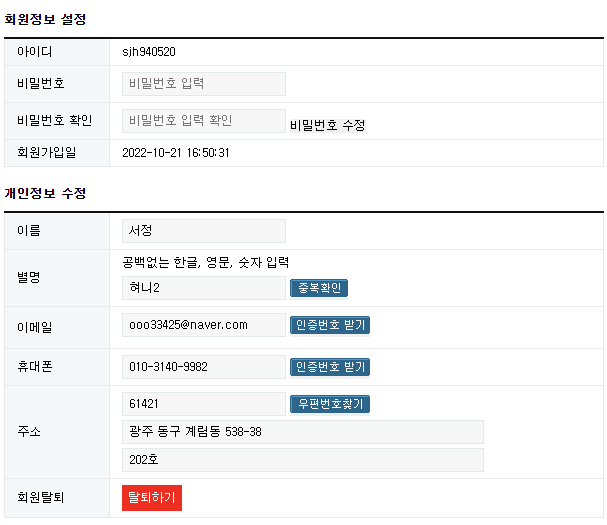 회원정보 설정
아이디 sjh940520
비밀번호 비밀번호 입력
비밀번호 확인 비밀번호 입력 확인 비밀번호 수정
회원가입일 2022-10-21 16:50:31
개인정보 수정
이름 서정
공백없는 한글, 영문, 숫자 입력
별명 혀니2 중복확인
이메일 ooo33425@naver.com 인증번호 받기
휴대폰 010-3140-9982 인증번호 받기
61421 우편번호찾기
주소 광주 동구 계림동 538-38
202호
회원탈퇴 탈퇴하기